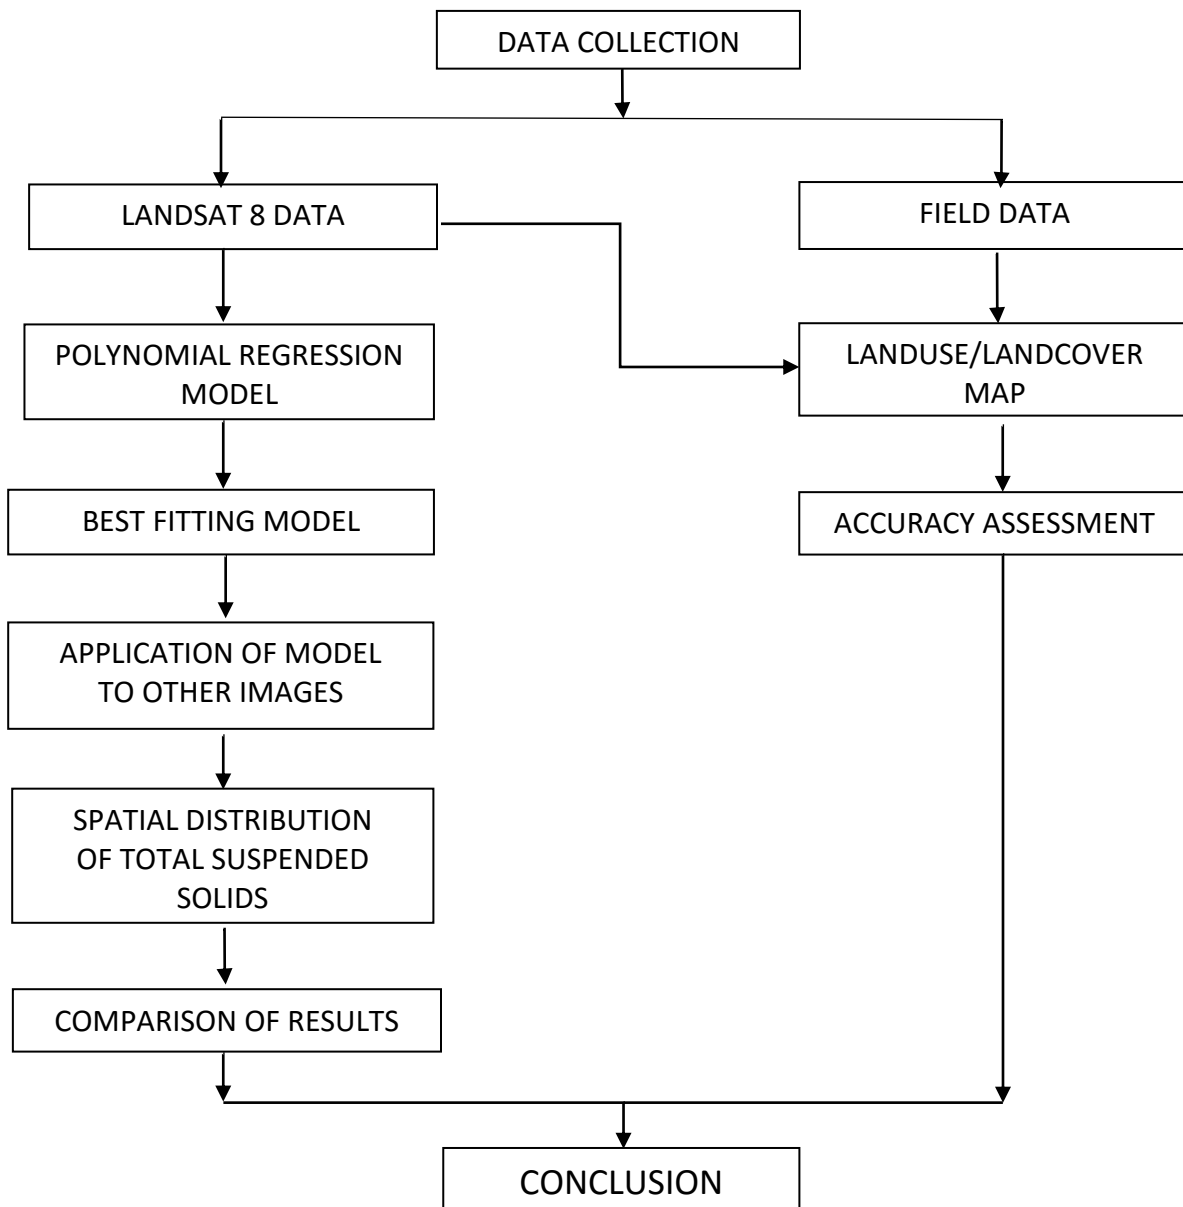 DATA COLLECTION
LANDSAT 8 DATA
FIELD DATA
POLYNOMIAL REGRESSION
MODEL
LANDUSE/LANDCOVER
MAP
BEST FITTING MODEL
ACCURACY ASSESSMENT
APPLICATION OF MODEL
TO OTHER IMAGES
SPATIAL DISTRIBUTION
OF TOTAL SUSPENDED
SOLIDS
COMPARISON OF RESULTS
CONCLUSION